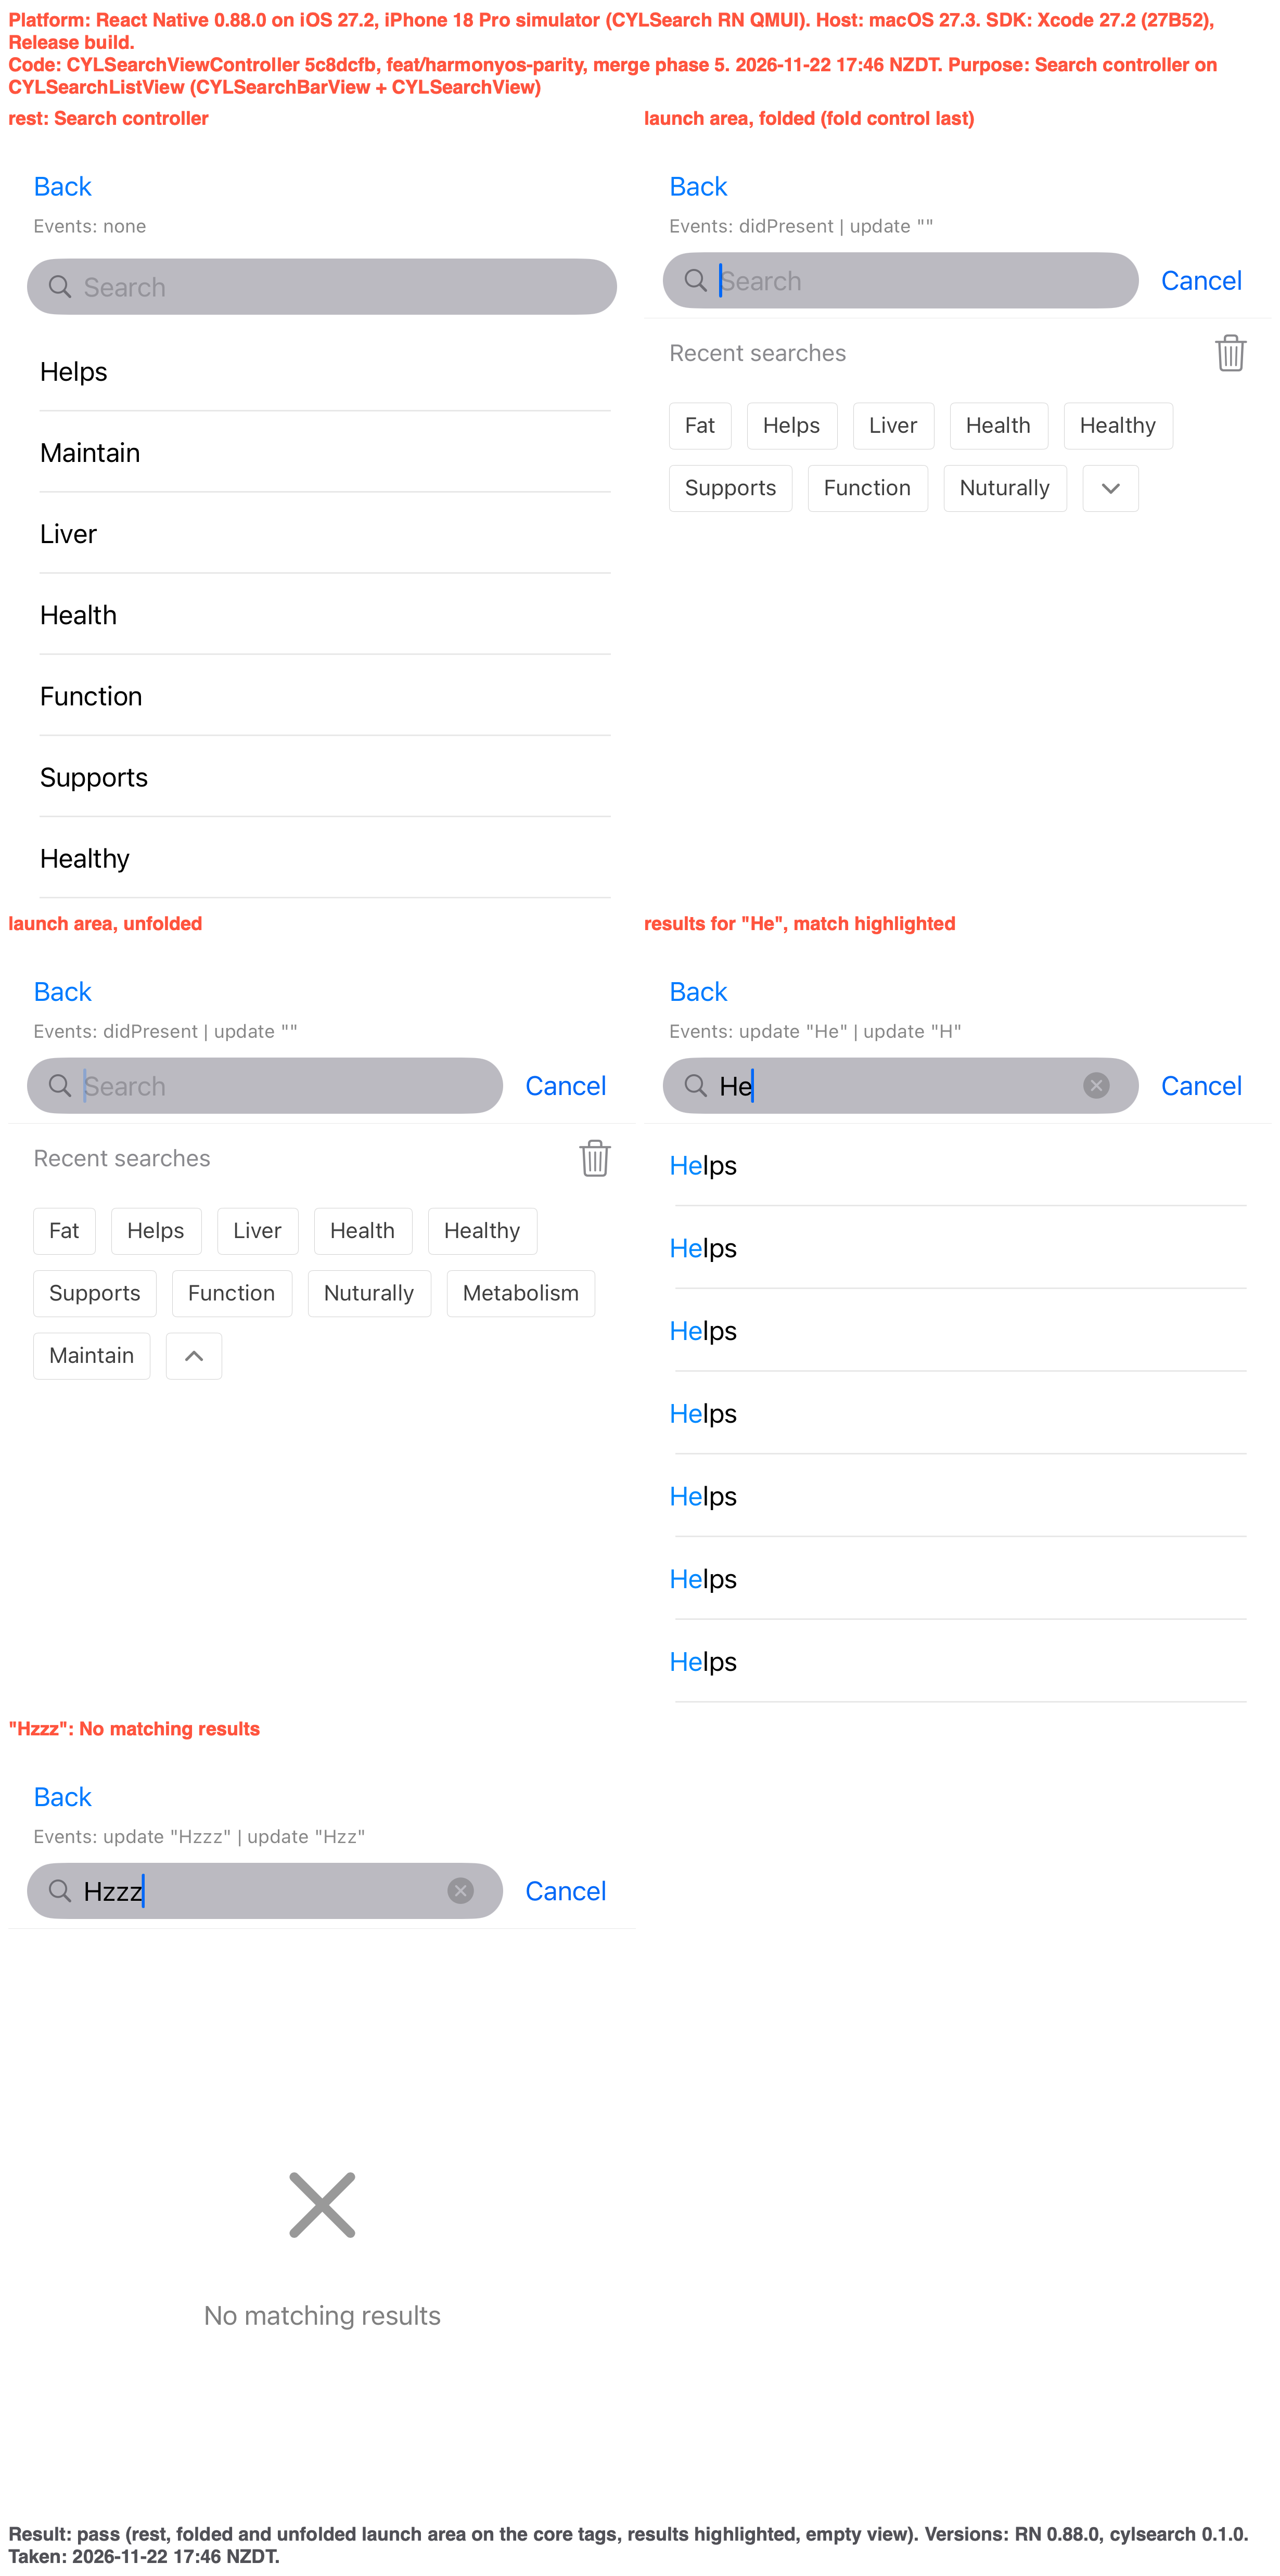 Platform: React Native 0.88.0 on iOS 27.2, iPhone 18 Pro simulator (CYLSearch RN QMUI). Host: macOS 27.3. SDK: Xcode 27.2 (27B52),
Release build.
Code: CYLSearchViewController 5c8dcfb, feat/harmonyos-parity, merge phase 5. 2026-11-22 17:46 NZDT. Purpose: Search controller on
CYLSearchListView (CYLSearchBarView + CYLSearchView)
rest: Search controller
Back
Events: none
Search
Helps
Maintain
Liver
Health
Function
Supports
Healthy
launch area, folded (fold control last)
Back
Events: didPresent | update ""
Search
Cancel
Recent searches
Fat
Helps
Liver
Health
Healthy
Supports
Function
Nuturally
launch area, unfolded
Back
Events: didPresent | update ""
Search
Cancel
Recent searches
Fat
Helps
Liver
Health
Healthy
Supports
Function
Nuturally
Metabolism
Maintain
results for "He", match highlighted
Back
Events: update "He" | update "H"
He
Cancel
Helps
Helps
Helps
Helps
Helps
Helps
Helps
"Hzzz": No matching results
Back
Events: update "Hzzz" | update "Hzz"
Hzzz
Cancel
No matching results
Result: pass (rest, folded and unfolded launch area on the core tags, results highlighted, empty view). Versions: RN 0.88.0, cylsearch 0.1.0.
Taken: 2026-11-22 17:46 NZDT.